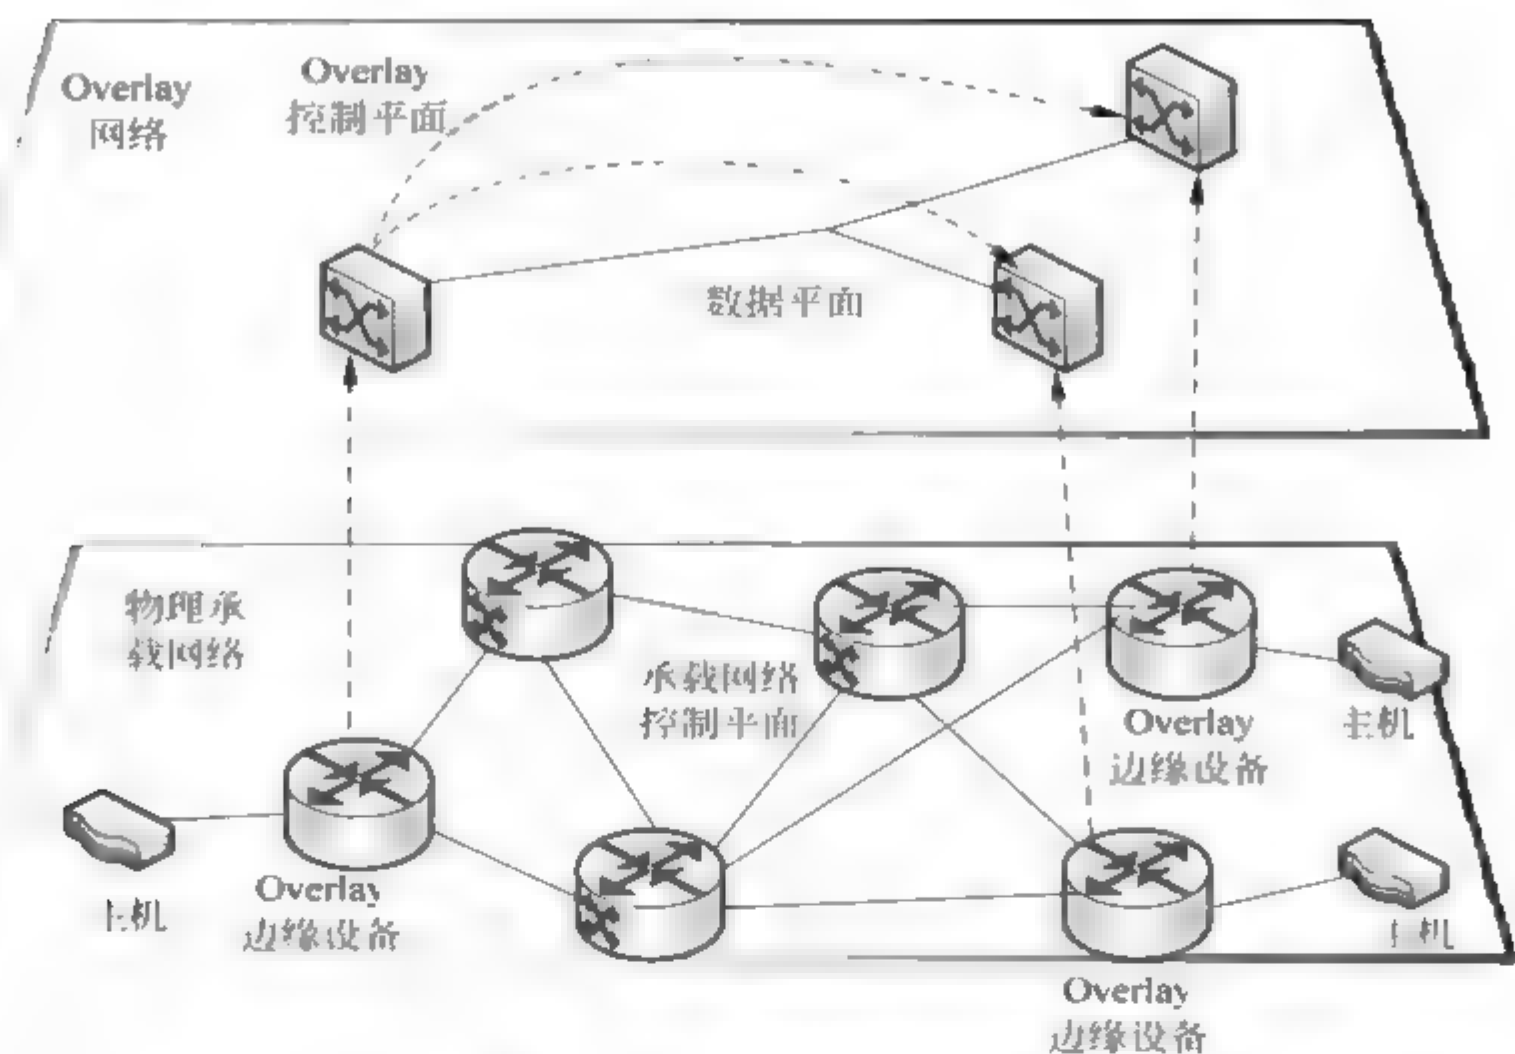 Overlay
网络
Overlay
控制平面
数据平面
物理承
载网络
承载网络
控制平面
Overlay
边缘设备
主机
主机
Overlay
边缘设备
主机
Overlay
边缘设备